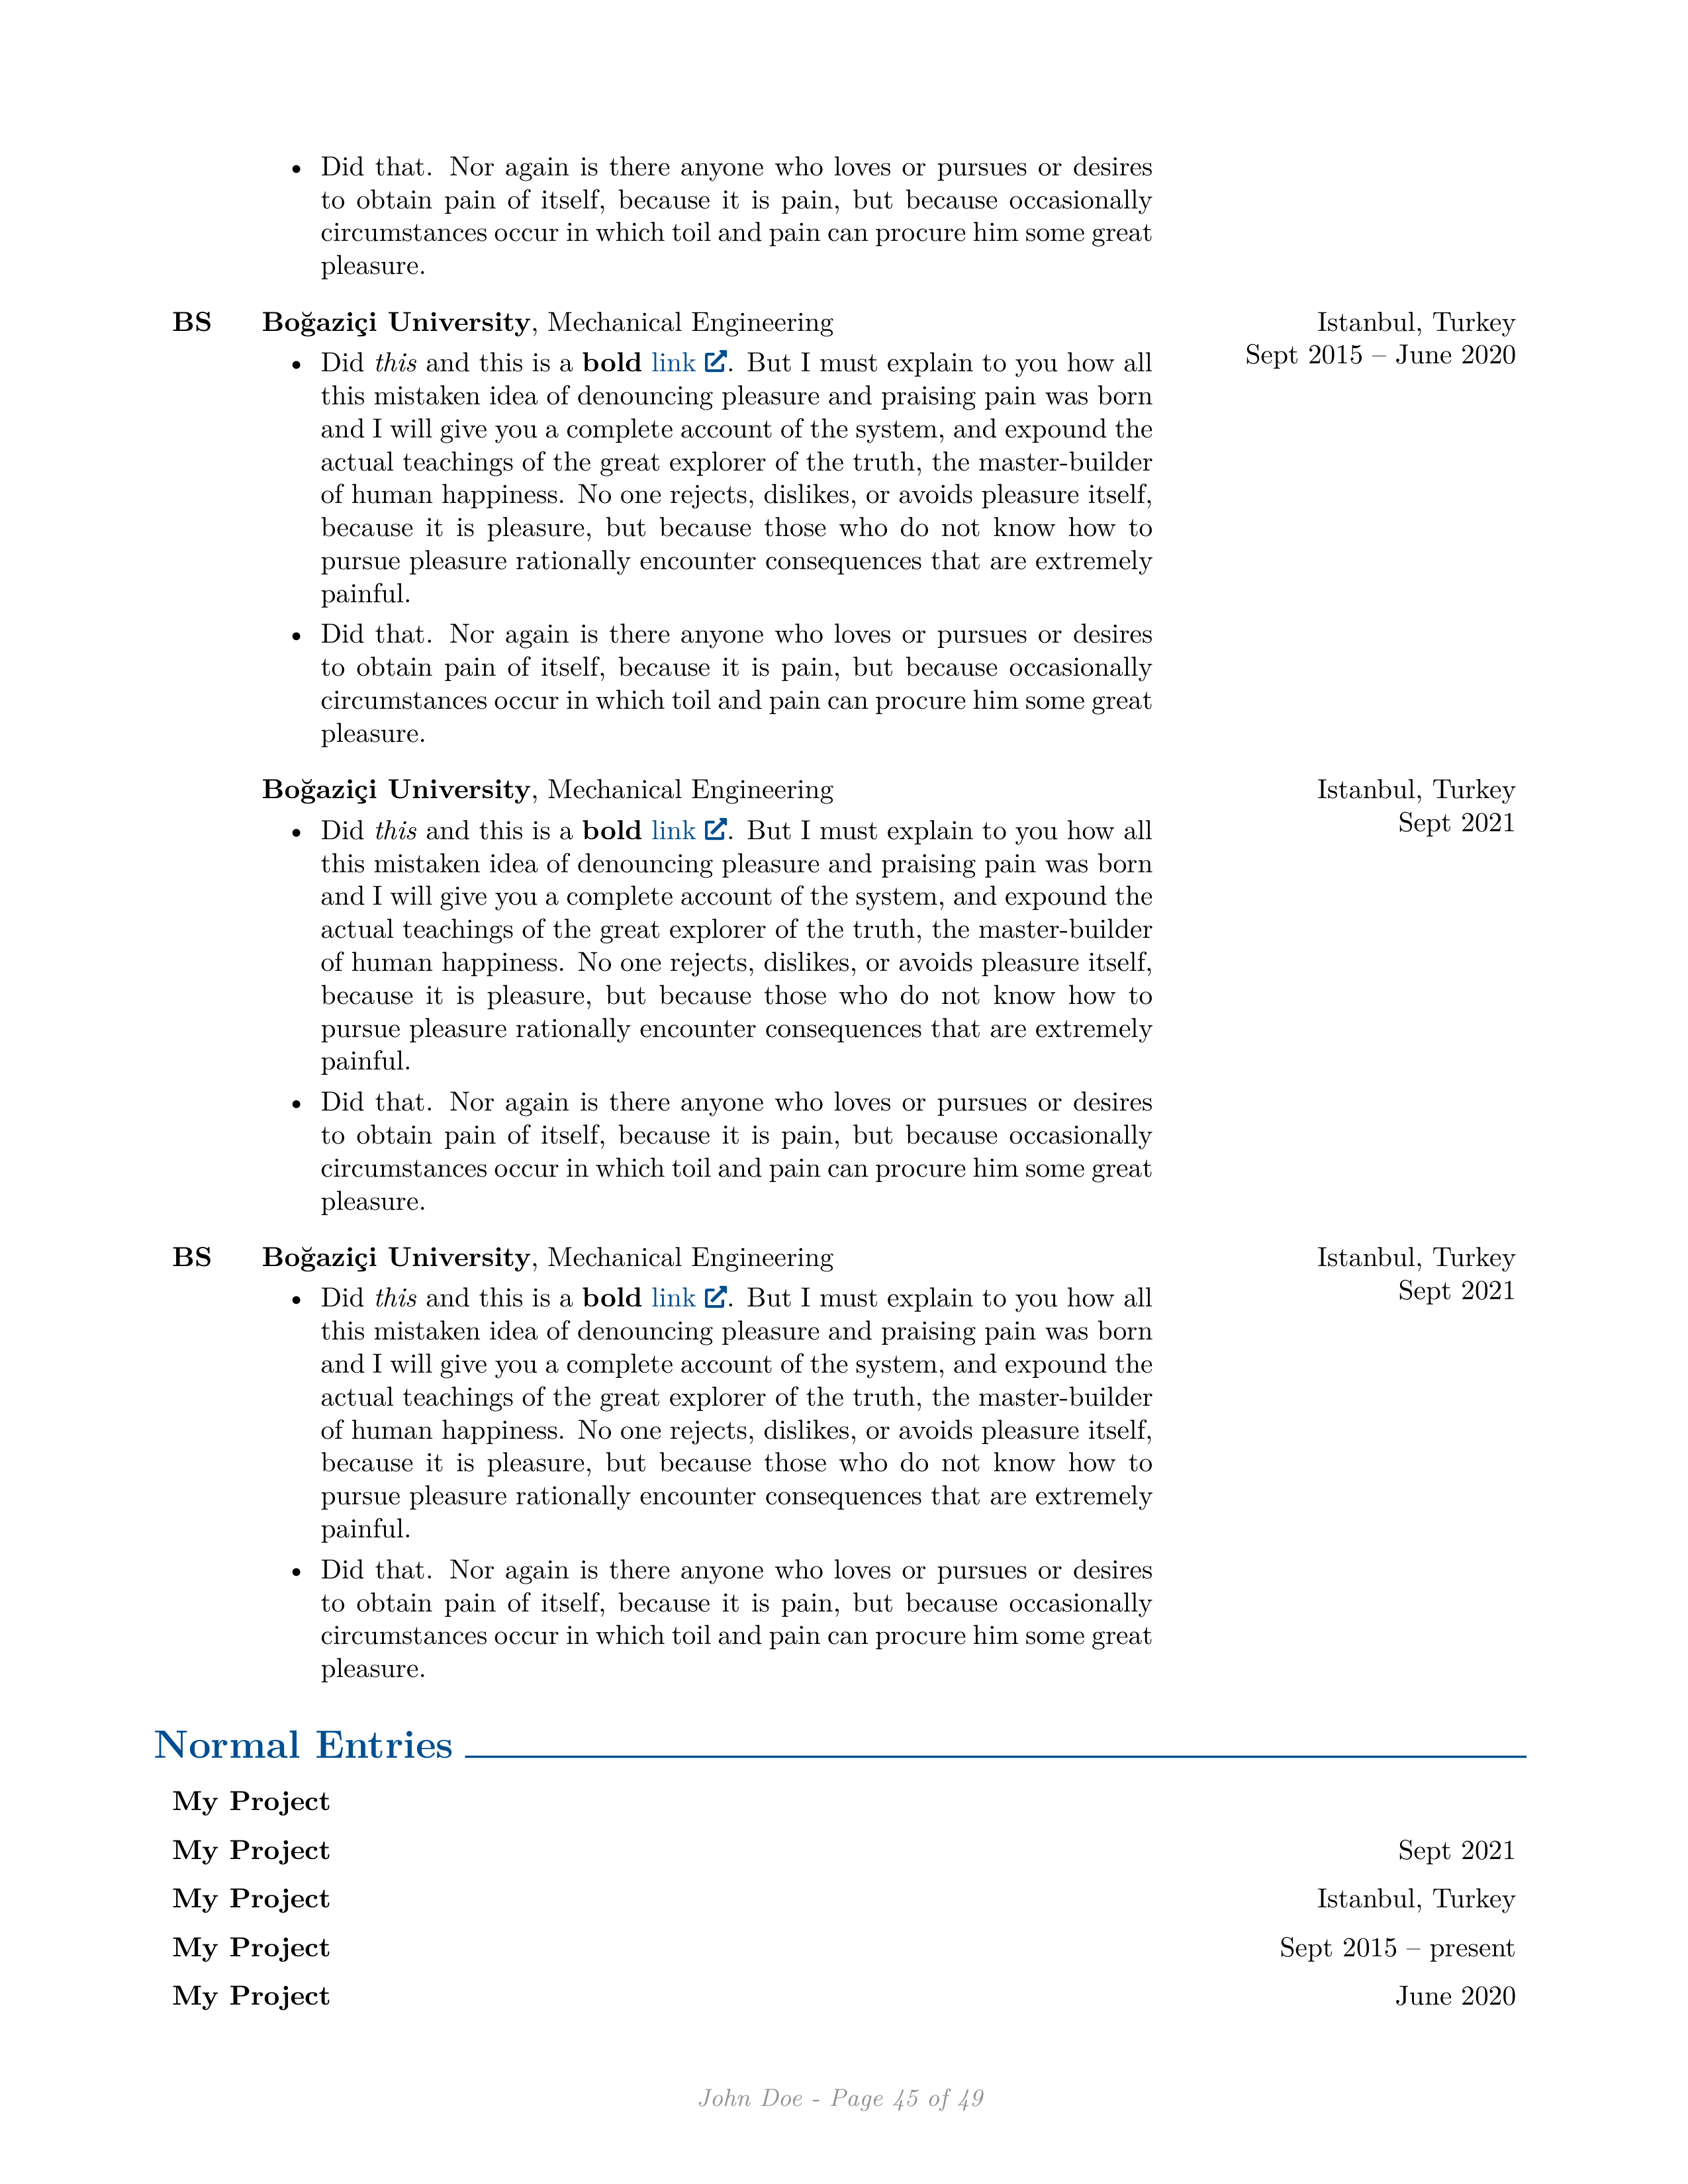 • Did that. Nor again is there anyone who loves or pursues or desires
to obtain pain of itself, because it is pain, but because occasionally
circumstances occur in which toil and pain can procure him some great
pleasure.
BS Boğaziçi University, Mechanical Engineering Istanbul, Turkey
Sept 2015 – June 2020
• Did this and this is a bold link. But I must explain to you how all
this mistaken idea of denouncing pleasure and praising pain was born
and I will give you a complete account of the system, and expound the
actual teachings of the great explorer of the truth, the master-builder
of human happiness. No one rejects, dislikes, or avoids pleasure itself,
because it is pleasure, but because those who do not know how to
pursue pleasure rationally encounter consequences that are extremely
painful.
• Did that. Nor again is there anyone who loves or pursues or desires
to obtain pain of itself, because it is pain, but because occasionally
circumstances occur in which toil and pain can procure him some great
pleasure.
Boğaziçi University, Mechanical Engineering Istanbul, Turkey
Sept 2021
• Did this and this is a bold link. But I must explain to you how all
this mistaken idea of denouncing pleasure and praising pain was born
and I will give you a complete account of the system, and expound the
actual teachings of the great explorer of the truth, the master-builder
of human happiness. No one rejects, dislikes, or avoids pleasure itself,
because it is pleasure, but because those who do not know how to
pursue pleasure rationally encounter consequences that are extremely
painful.
• Did that. Nor again is there anyone who loves or pursues or desires
to obtain pain of itself, because it is pain, but because occasionally
circumstances occur in which toil and pain can procure him some great
pleasure.
BS Boğaziçi University, Mechanical Engineering Istanbul, Turkey
Sept 2021
• Did this and this is a bold link. But I must explain to you how all
this mistaken idea of denouncing pleasure and praising pain was born
and I will give you a complete account of the system, and expound the
actual teachings of the great explorer of the truth, the master-builder
of human happiness. No one rejects, dislikes, or avoids pleasure itself,
because it is pleasure, but because those who do not know how to
pursue pleasure rationally encounter consequences that are extremely
painful.
• Did that. Nor again is there anyone who loves or pursues or desires
to obtain pain of itself, because it is pain, but because occasionally
circumstances occur in which toil and pain can procure him some great
pleasure.
Normal Entries
My Project
My Project Sept 2021
My Project Istanbul, Turkey
My Project Sept 2015 – present
My Project June 2020
John Doe - Page 45 of 49